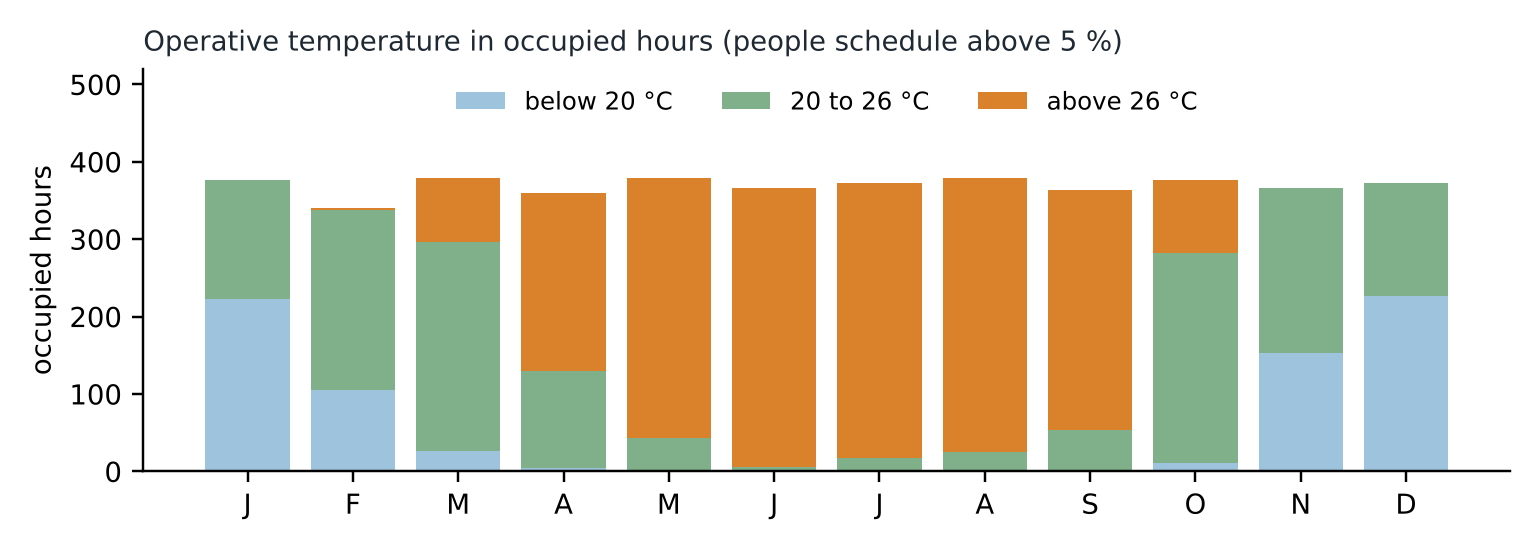 Operative temperature in occupied hours (people schedule above 5 %)
below 20 °C 20 to 26 °C above 26 °C
occupied hours
500
400
300
200
100
0
J F M A M J J A S O N D